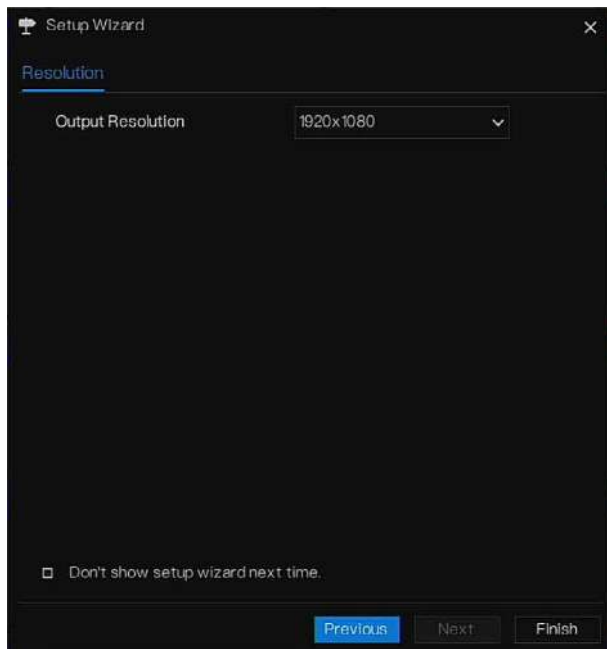 Setup Wizard
Resolution
Output Resolution 1920x1080
Don't show setup wizard next time.
Previous Next Finish